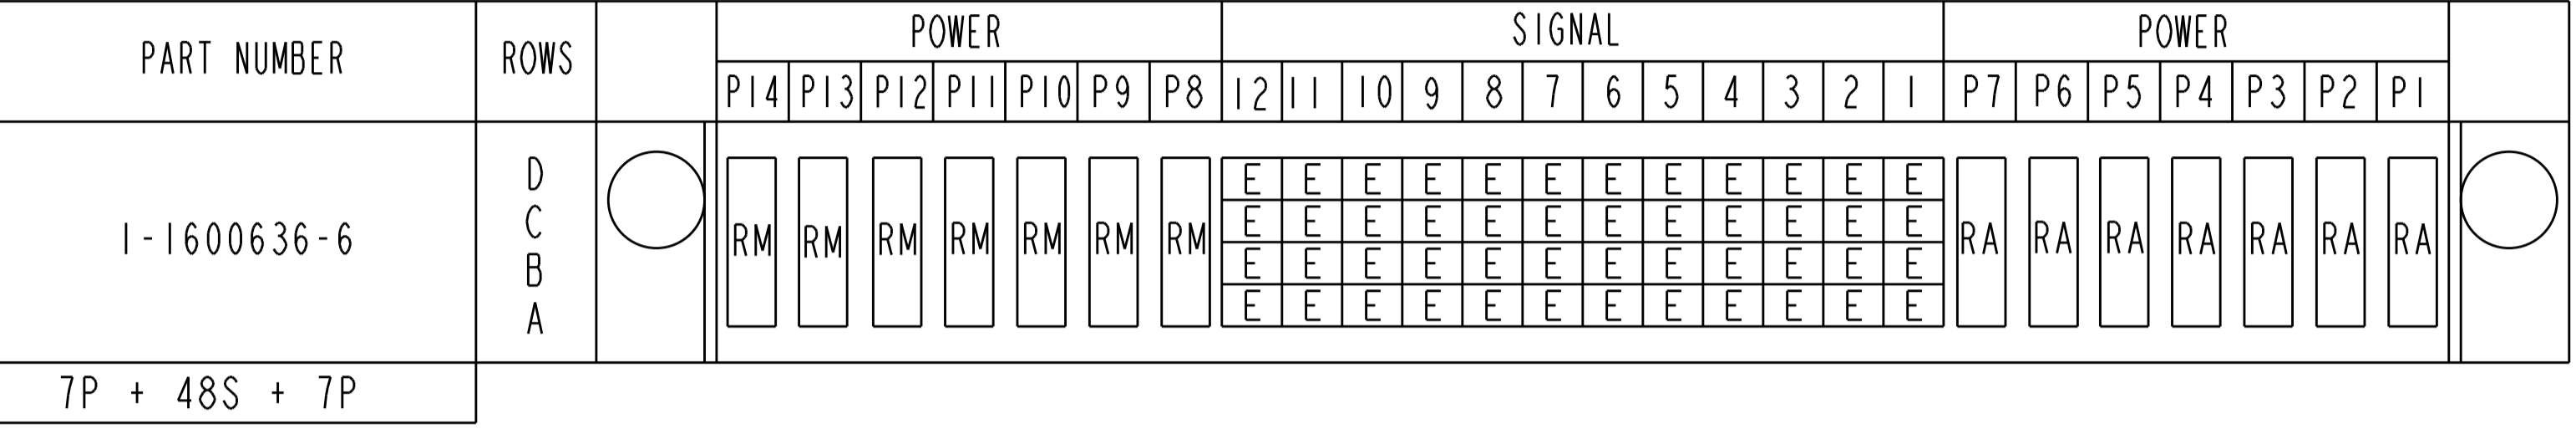 PART NUMBER ROWS POWER SIGNAL POWER
P14 P13 P12 P11 P10 P9 P8 12 11 10 9 8 7 6 5 4 3 2 1 P7 P6 P5 P4 P3 P2 P1
D E E E E E E E E E E E E
C E E E E E E E E E E E E
1-1600636-6 RM RM RM RM RM RM RM RA RA RA RA RA RA RA
B E E E E E E E E E E E E
A E E E E E E E E E E E E
7P + 48S + 7P